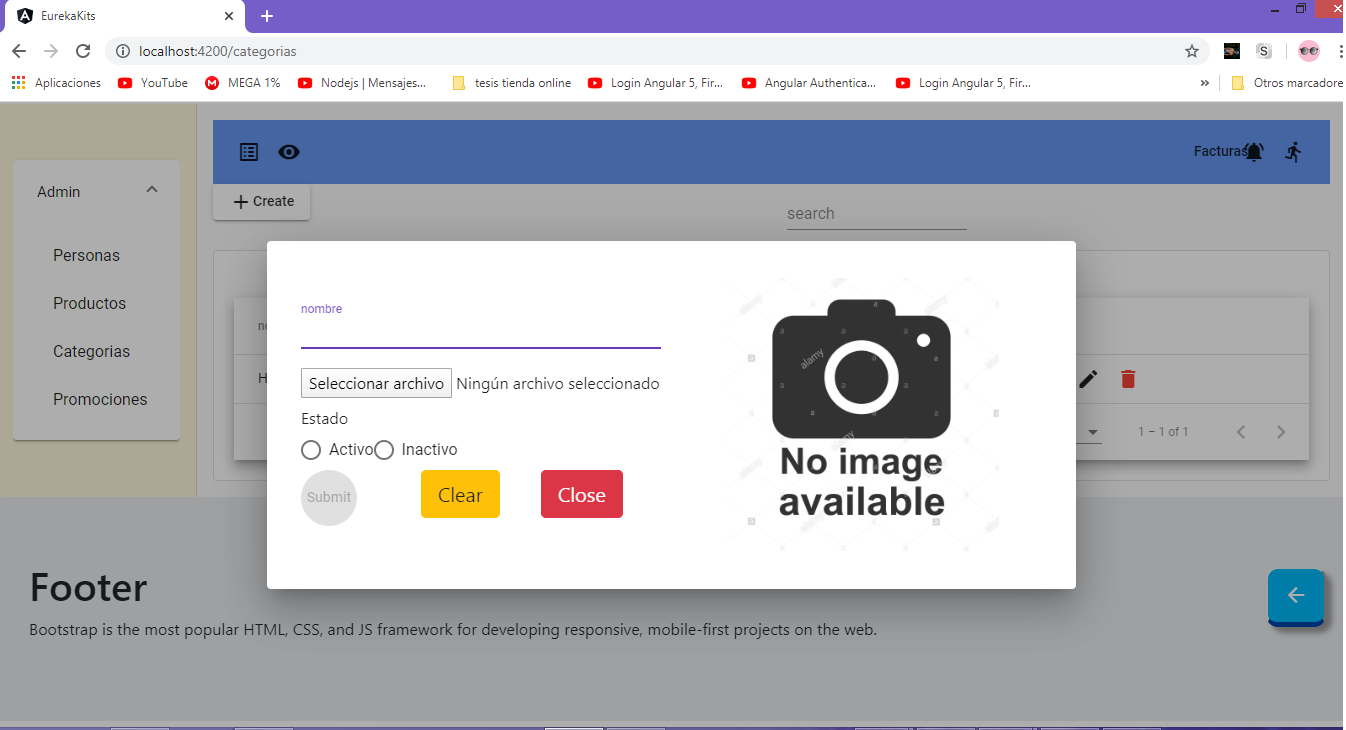 EurekaKits
localhost:4200/categorias
Aplicaciones
YouTube
MEGA 1%
Nodejs | Mensajes...
tesis tienda online
Login Angular 5, Fir...
Angular Authentica...
Login Angular 5, Fir...
»
Otros marcadore
Admin
Personas
Productos
Categorias
Promociones
Facturas
Create
search
nombre
Seleccionar archivo Ningún archivo seleccionado
Estado
Activo Inactivo
Submit Clear Close
alamy
No image
available
1 – 1 of 1
Footer
Bootstrap is the most popular HTML, CSS, and JS framework for developing responsive, mobile-first projects on the web.